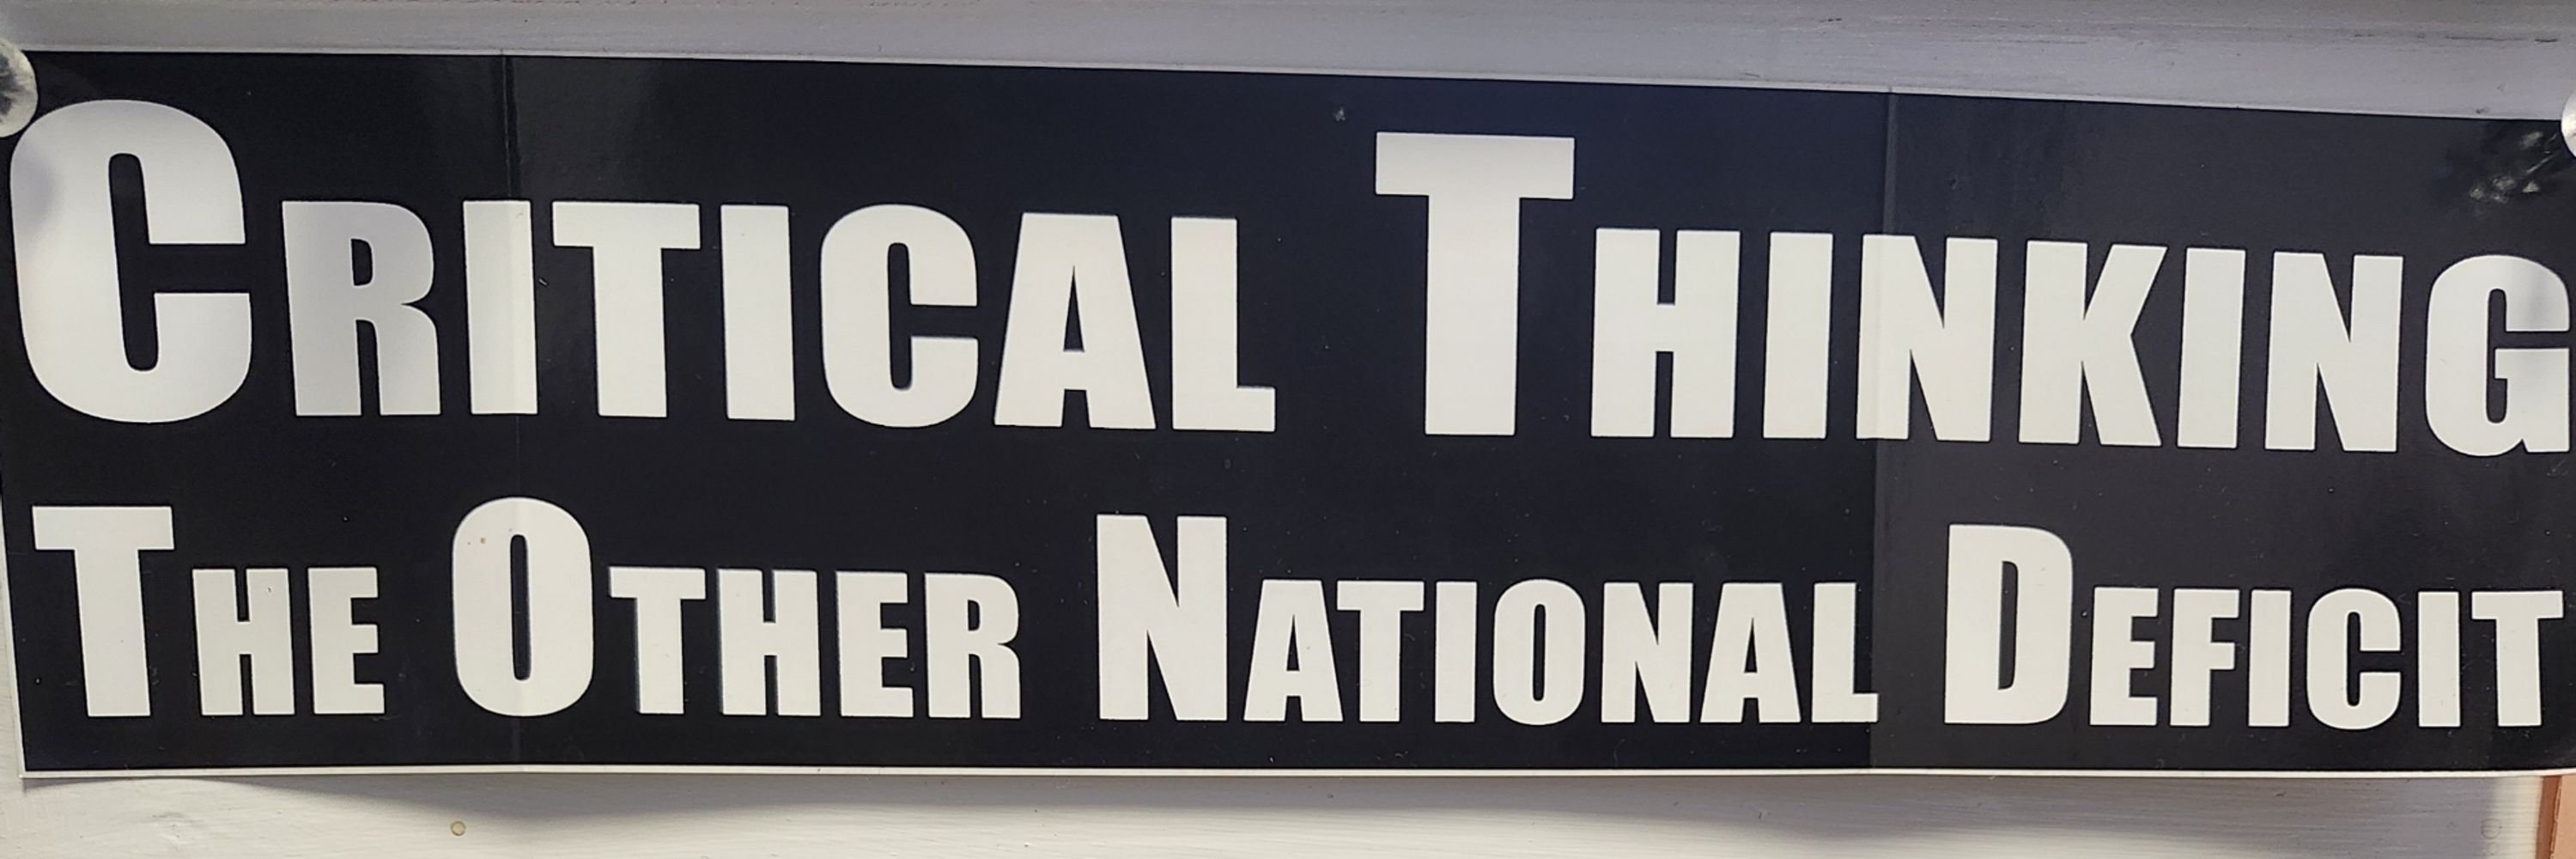 CRITICAL THINKING
THE OTHER NATIONAL DEFICIT